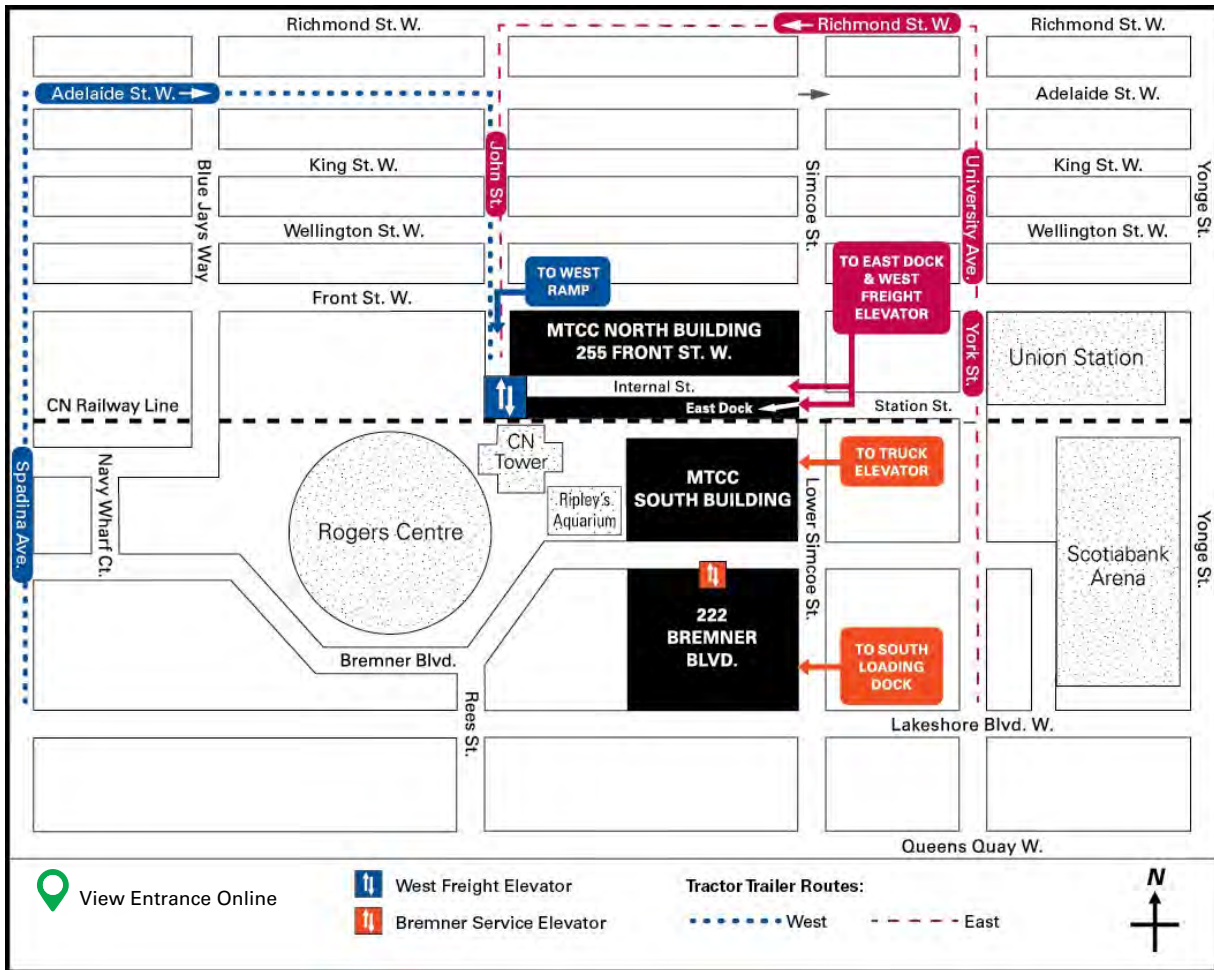 Richmond St. W.
Richmond St. W.
Richmond St. W.
Adelaide St. W.
Adelaide St. W.
John St.
King St. W.
King St. W.
Blue Jays Way
Simcoe St.
University Ave.
Yonge St.
Wellington St. W.
Wellington St. W.
TO WEST
RAMP
TO EAST DOCK
& WEST
FREIGHT
ELEVATOR
Front St. W.
MTCC NORTH BUILDING
255 FRONT ST. W.
York St.
Union Station
Internal St.
CN Railway Line
East Dock
Station St.
CN
Tower
TO TRUCK
ELEVATOR
Spadina Ave.
Navy Wharf Ct.
MTCC
SOUTH BUILDING
Ripley's
Aquarium
Rogers Centre
Lower Simcoe St.
Yonge St.
Scotiabank
Arena
222
BREMNER
BLVD.
TO SOUTH
LOADING
DOCK
Bremner Blvd.
Rees St.
Lakeshore Blvd. W.
Queens Quay W.
View Entrance Online
West Freight Elevator
Bremner Service Elevator
Tractor Trailer Routes:
West
East
N